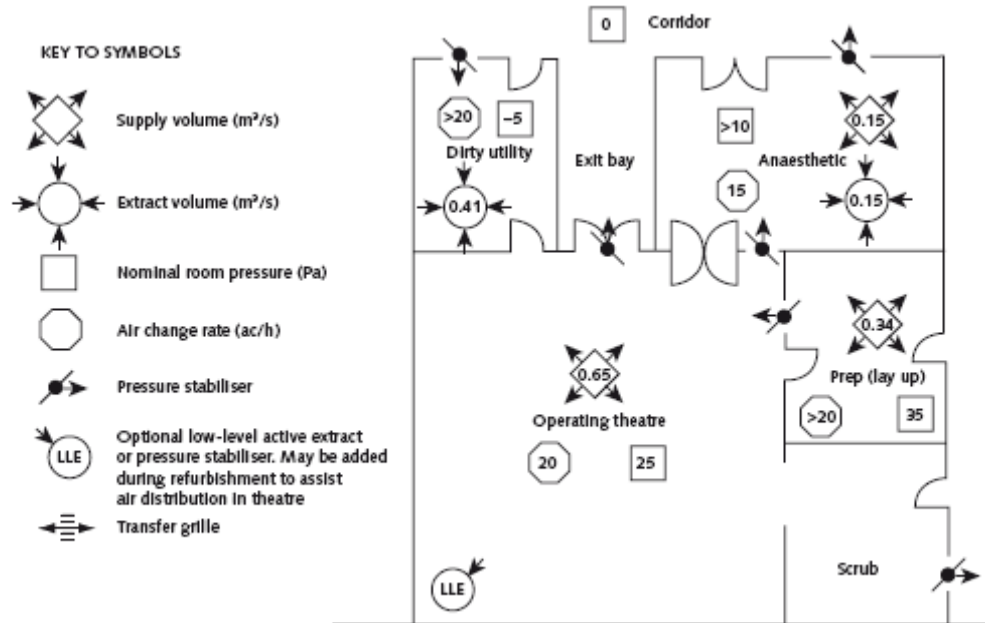 KEY TO SYMBOLS
Supply volume (m³/s)
Extract volume (m³/s)
Nominal room pressure (Pa)
Air change rate (ac/h)
Pressure stabiliser
LLE
Optional low-level active extract
or pressure stabiliser. May be added
during refurbishment to assist
air distribution in theatre
Transfer grille
0
Corridor
>20
-5
Dirty utility
0.41
Exit bay
>10
0.15
Anaesthetic
15
0.15
0.34
Prep (lay up)
>20
35
0.65
Operating theatre
20
25
LLE
Scrub